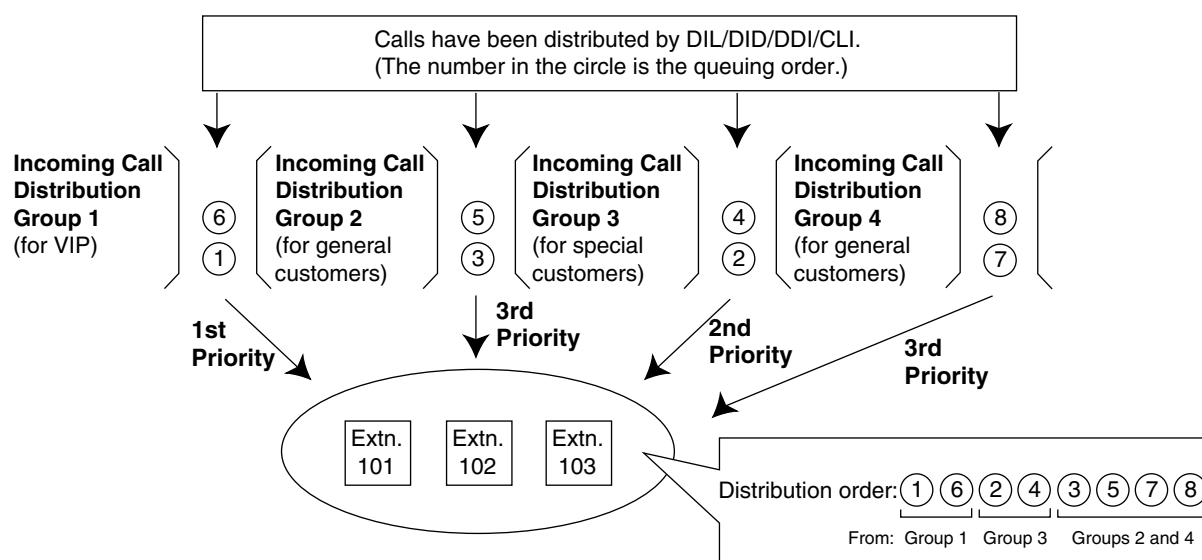 Calls have been distributed by DIL/DID/DDI/CLI.
(The number in the circle is the queuing order.)
Incoming Call
Distribution
Group 1
(for VIP)
6
1
Incoming Call
Distribution
Group 2
(for general
customers)
5
3
Incoming Call
Distribution
Group 3
(for special
customers)
4
2
Incoming Call
Distribution
Group 4
(for general
customers)
8
7
1st
Priority
3rd
Priority
2nd
Priority
3rd
Priority
Extn.
101
Extn.
102
Extn.
103
Distribution order: 1 6 2 4 3 5 7 8
From: Group 1 Group 3 Groups 2 and 4